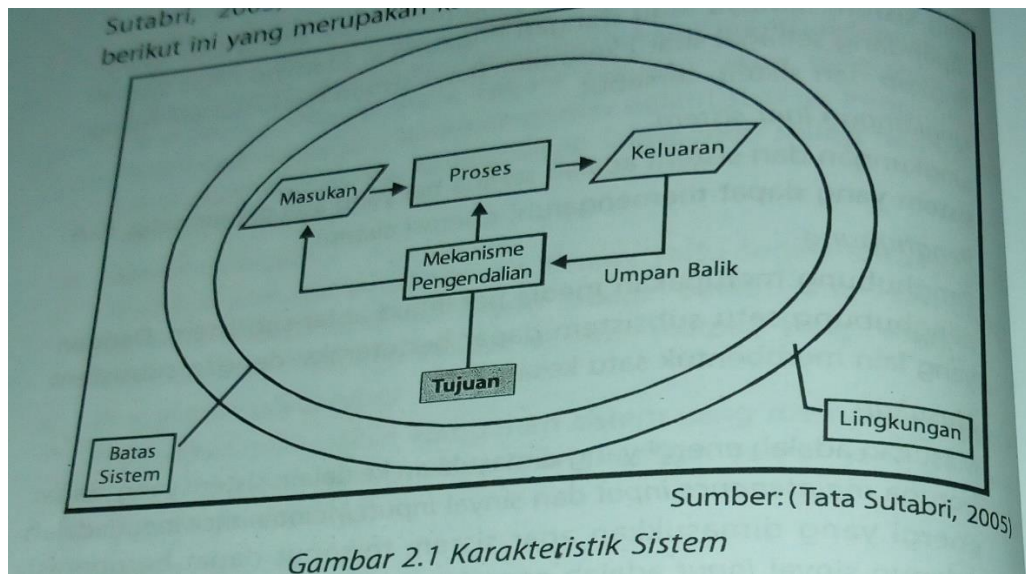 Sutabri,
berikut ini yang merupakan
Masukan
Proses
Keluaran
Mekanisme
Pengendalian
Umpan Balik
Tujuan
Batas
Sistem
Lingkungan
Sumber: (Tata Sutabri, 2005)
Gambar 2.1 Karakteristik Sistem